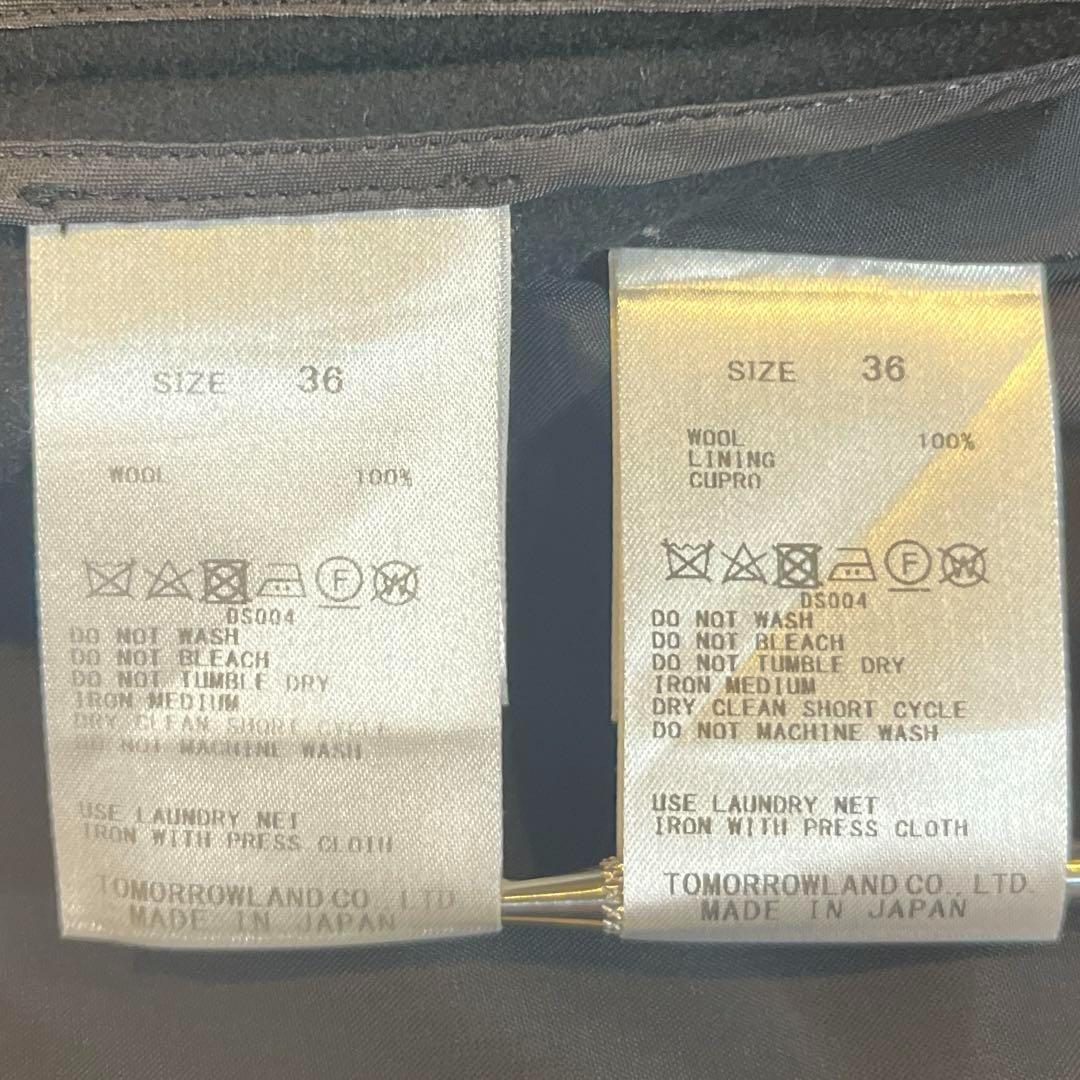 SIZE 36
WOOL 100%
F
W
DS004
DO NOT WASH
DO NOT BLEACH
DO NOT TUMBLE DRY
IRON MEDIUM
DRY CLEAN SHORT CYCLE
DO NOT MACHINE WASH
USE LAUNDRY NET
IRON WITH PRESS CLOTH
TOMORROWLAND CO., LTD.
MADE IN JAPAN
SIZE 36
WOOL 100%
LINING
CUPRO
F
W
DS004
DO NOT WASH
DO NOT BLEACH
DO NOT TUMBLE DRY
IRON MEDIUM
DRY CLEAN SHORT CYCLE
DO NOT MACHINE WASH
USE LAUNDRY NET
IRON WITH PRESS CLOTH
TOMORROWLAND CO., LTD.
MADE IN JAPAN